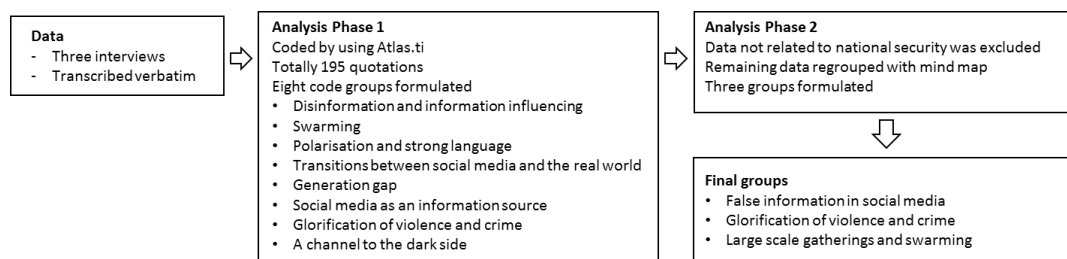 Data
- Three interviews
- Transcribed verbatim
Analysis Phase 1
Coded by using Atlas.ti
Totally 195 quotations
Eight code groups formulated
• Disinformation and information influencing
• Swarming
• Polarisation and strong language
• Transitions between social media and the real world
• Generation gap
• Social media as an information source
• Glorification of violence and crime
• A channel to the dark side
Analysis Phase 2
Data not related to national security was excluded
Remaining data regrouped with mind map
Three groups formulated
Final groups
• False information in social media
• Glorification of violence and crime
• Large scale gatherings and swarming